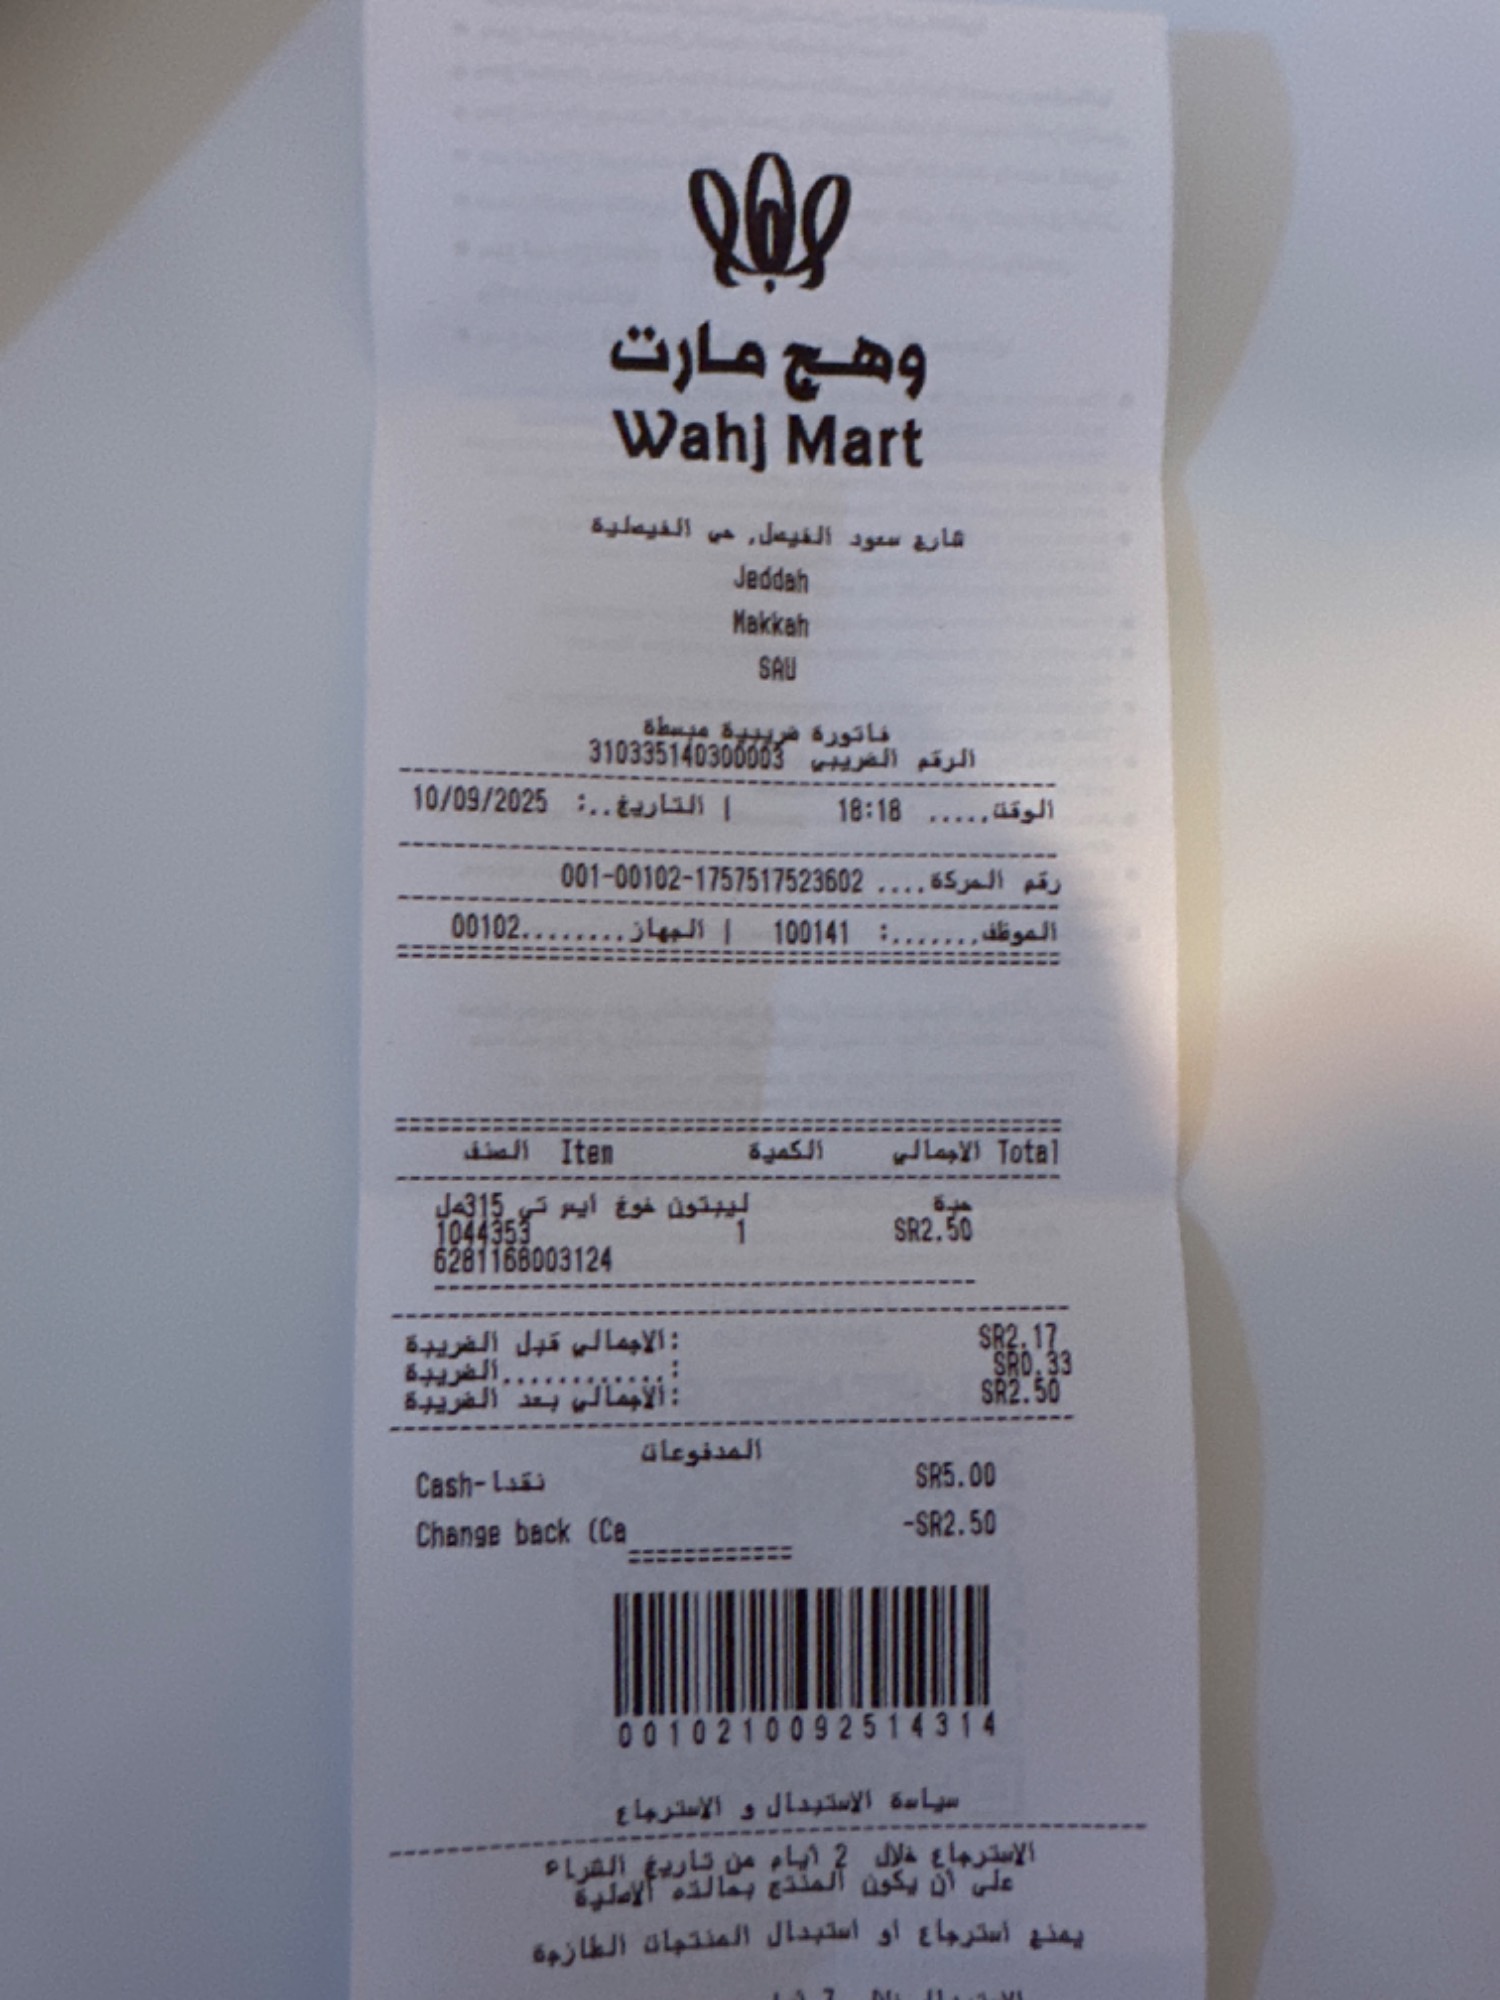 وهج مارت
Wahj Mart
شارع سعود الفيصل, حي الفيصلية
Jeddah
Makkah
SAU
فاتورة ضريبية مبسطة
الرقم الضريبي 310335140300003
الوقت..... 18:18 | التاريخ..: 10/09/2025
رقم الحركة.... 001-00102-1757517523602
الموظف.......: 100141 | الجهاز........00102
الصنف Item الكمية الاجمالي Total
ليبتون خوخ ايس تي 315مل حبة
1044353 1 SR2.50
6281168003124
الاجمالي قبل الضريبة: SR2.17
الضريبة............: SR0.33
الاجمالي بعد الضريبة: SR2.50
المدفوعات
Cash-نقدا SR5.00
Change back (Ca -SR2.50
0010210092514314
سياسة الاستبدال و الاسترجاع
الاسترجاع خلال 2 أيام من تاريخ الشراء
على أن يكون المنتج بحالته الاصلية
يمنع استرجاع او استبدال المنتجات الطازجة